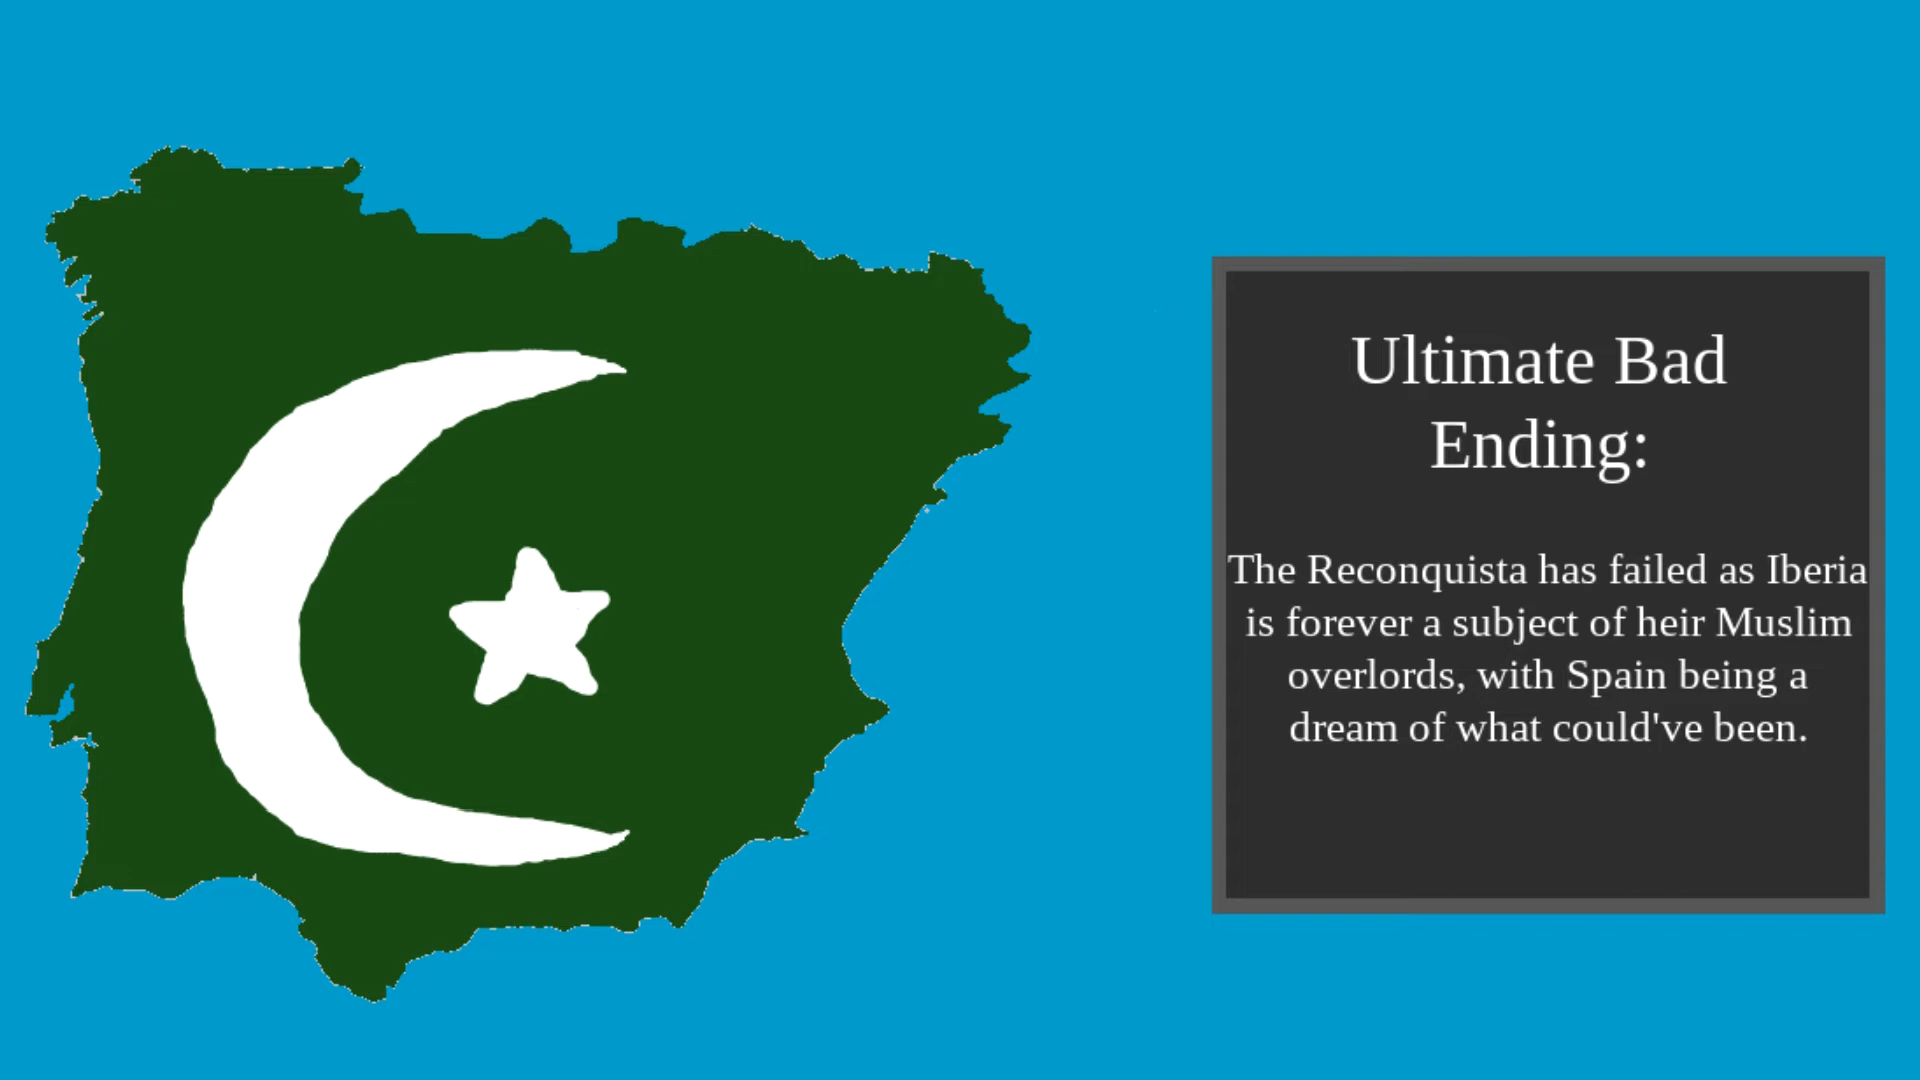 Ultimate Bad
Ending:
The Reconquista has failed as Iberia
is forever a subject of heir Muslim
overlords, with Spain being a
dream of what could've been.